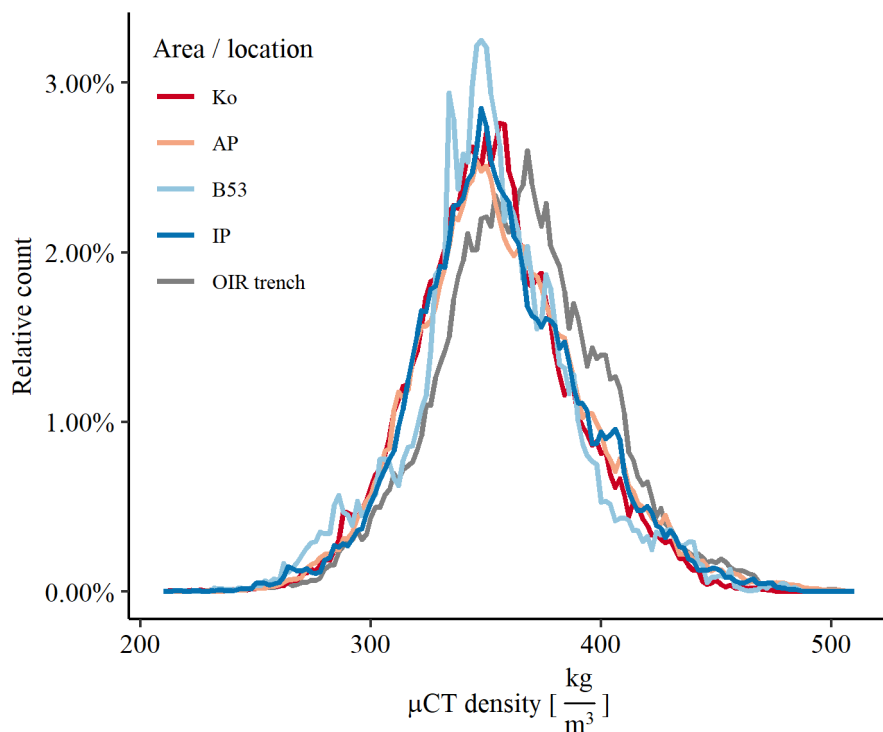 Area / location
Ko
AP
B53
IP
OIR trench
3.00%
2.00%
1.00%
0.00%
Relative count
200 300 400 500
μCT density [ kg/m³ ]